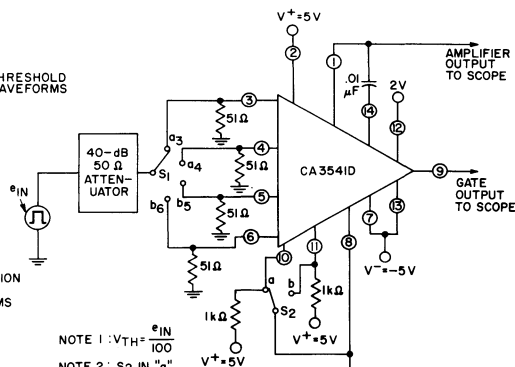 V⁺=5V
2
1
AMPLIFIER
OUTPUT
TO SCOPE
HRESHOLD
AVEFORMS
.01
μF
14
2V
12
3
51Ω
a3
40-dB
50 Ω
ATTEN-
UATOR
S1
a4
4
51Ω
CA3541D
9
GATE
OUTPUT
TO SCOPE
b5
5
51Ω
eIN
b6
6
51Ω
10
11
8
7
13
V⁻=-5V
ION
MS
a
b
S2
1kΩ
1kΩ
V⁺=5V
V⁺=5V
NOTE 1 : VTH= eIN
100
NOTE 2: S2 IN "a"